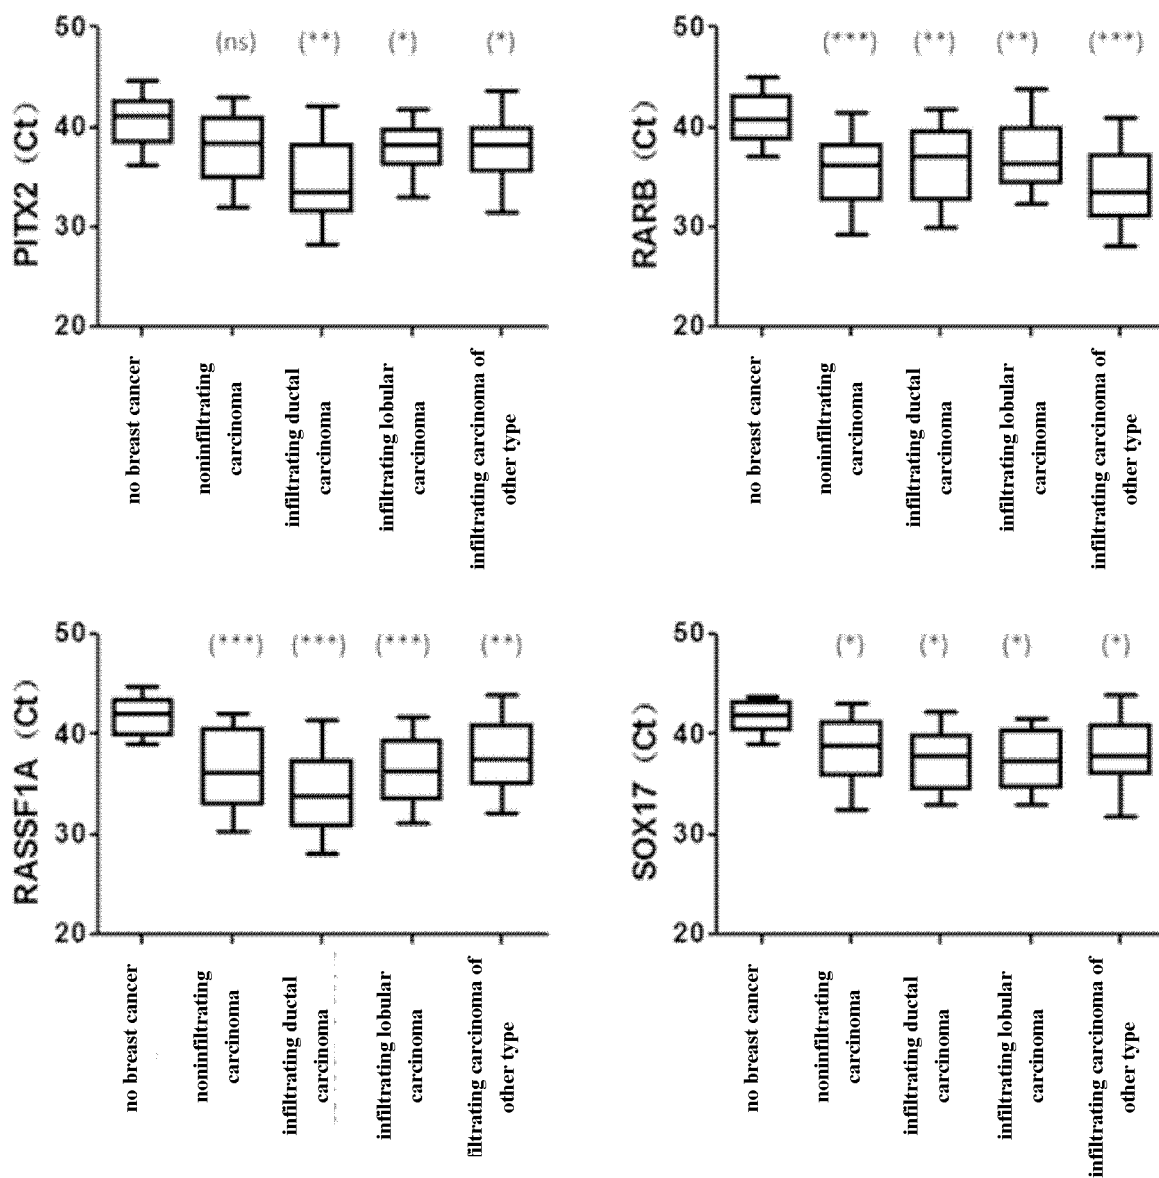 50
40
30
20
PITX2 (Ct)
(ns)
(**)
(*)
(*)
no breast cancer
noninfiltrating
carcinoma
infiltrating ductal
carcinoma
infiltrating lobular
carcinoma
infiltrating carcinoma of
other type
50
40
30
20
RARB (Ct)
(***)
(**)
(**)
(***)
no breast cancer
noninfiltrating
carcinoma
infiltrating ductal
carcinoma
infiltrating lobular
carcinoma
infiltrating carcinoma of
other type
50
40
30
20
RASSF1A (Ct)
(***)
(***)
(***)
(**)
no breast cancer
noninfiltrating
carcinoma
infiltrating ductal
carcinoma
infiltrating lobular
carcinoma
filtrating carcinoma of
other type
50
40
30
20
SOX17 (Ct)
(*)
(*)
(*)
(*)
no breast cancer
noninfiltrating
carcinoma
infiltrating ductal
carcinoma
infiltrating lobular
carcinoma
infiltrating carcinoma of
other type